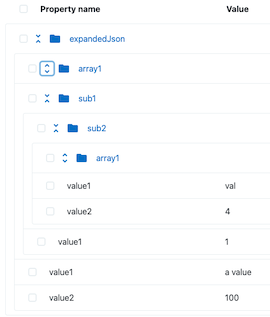 Property name Value
expandedJson
array1
sub1
sub2
array1
value1 val
value2 4
value1 1
value1 a value
value2 100